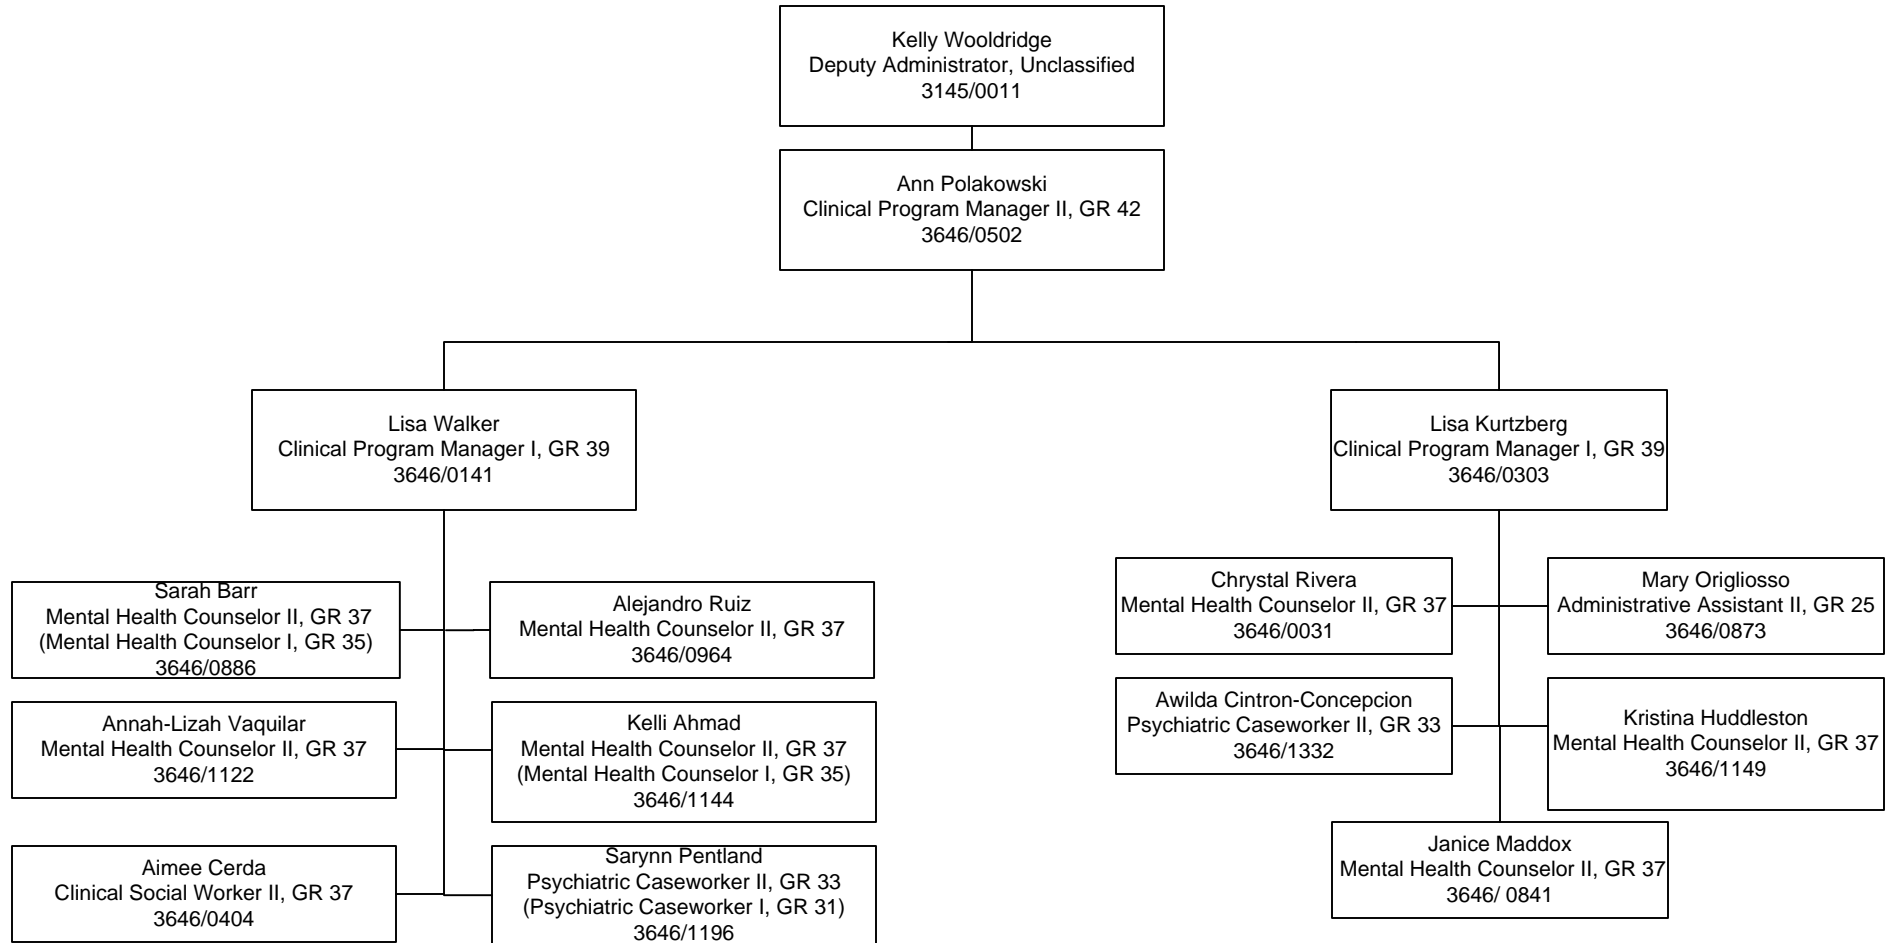 Kelly Wooldridge
Deputy Administrator, Unclassified
3145/0011
Ann Polakowski
Clinical Program Manager II, GR 42
3646/0502
Lisa Walker
Clinical Program Manager I, GR 39
3646/0141
Lisa Kurtzberg
Clinical Program Manager I, GR 39
3646/0303
Sarah Barr
Mental Health Counselor II, GR 37
(Mental Health Counselor I, GR 35)
3646/0886
Alejandro Ruiz
Mental Health Counselor II, GR 37
3646/0964
Annah-Lizah Vaquilar
Mental Health Counselor II, GR 37
3646/1122
Kelli Ahmad
Mental Health Counselor II, GR 37
(Mental Health Counselor I, GR 35)
3646/1144
Aimee Cerda
Clinical Social Worker II, GR 37
3646/0404
Sarynn Pentland
Psychiatric Caseworker II, GR 33
(Psychiatric Caseworker I, GR 31)
3646/1196
Chrystal Rivera
Mental Health Counselor II, GR 37
3646/0031
Mary Origliosso
Administrative Assistant II, GR 25
3646/0873
Awilda Cintron-Concepcion
Psychiatric Caseworker II, GR 33
3646/1332
Kristina Huddleston
Mental Health Counselor II, GR 37
3646/1149
Janice Maddox
Mental Health Counselor II, GR 37
3646/ 0841